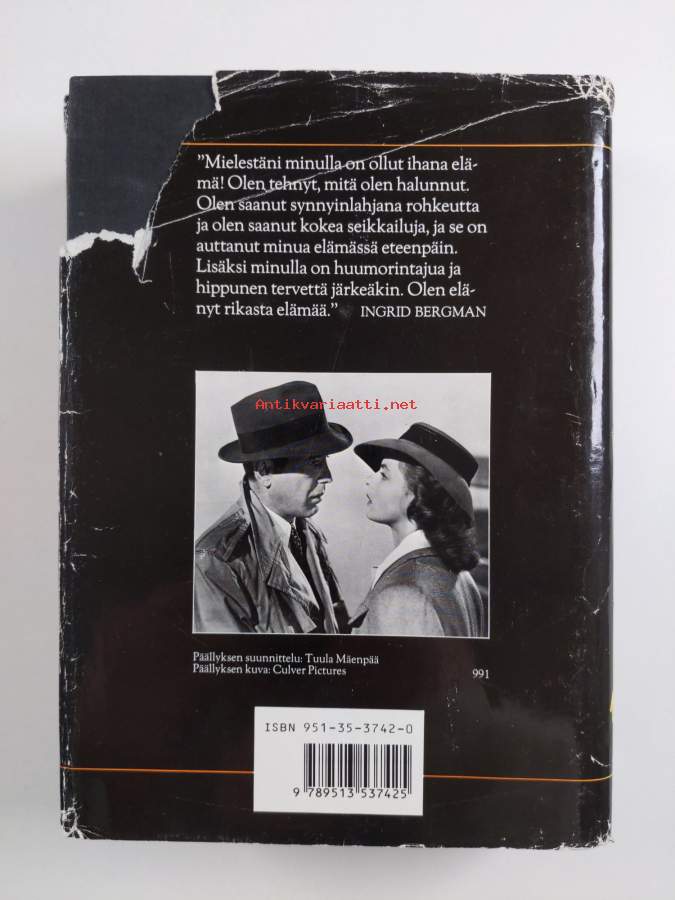 "Mielestäni minulla on ollut ihana elä-
mä! Olen tehnyt, mitä olen halunnut.
Olen saanut synnyinlahjana rohkeutta
ja olen saanut kokea seikkailuja, ja se on
auttanut minua elämässä eteenpäin.
Lisäksi minulla on huumorintajua ja
hippunen tervettä järkeäkin. Olen elä-
nyt rikasta elämää." INGRID BERGMAN
Antikvariaatti.net
Päällyksen suunnittelu: Tuula Mäenpää
Päällyksen kuva: Culver Pictures 991
ISBN 951-35-3742-0
9 789513 537425